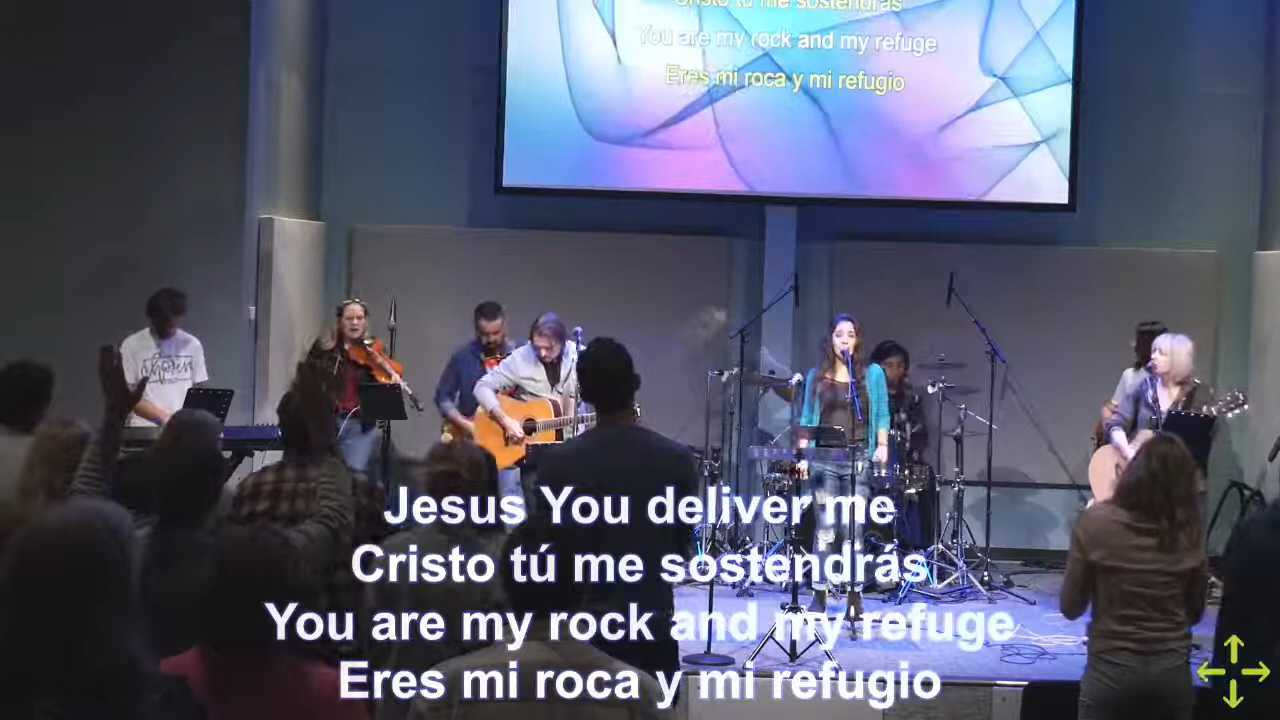 Cristo tú me sostendrás
You are my rock and my refuge
Eres mi roca y mi refugio
Jesus You deliver me
Cristo tú me sostendrás
You are my rock and my refuge
Eres mi roca y mi refugio